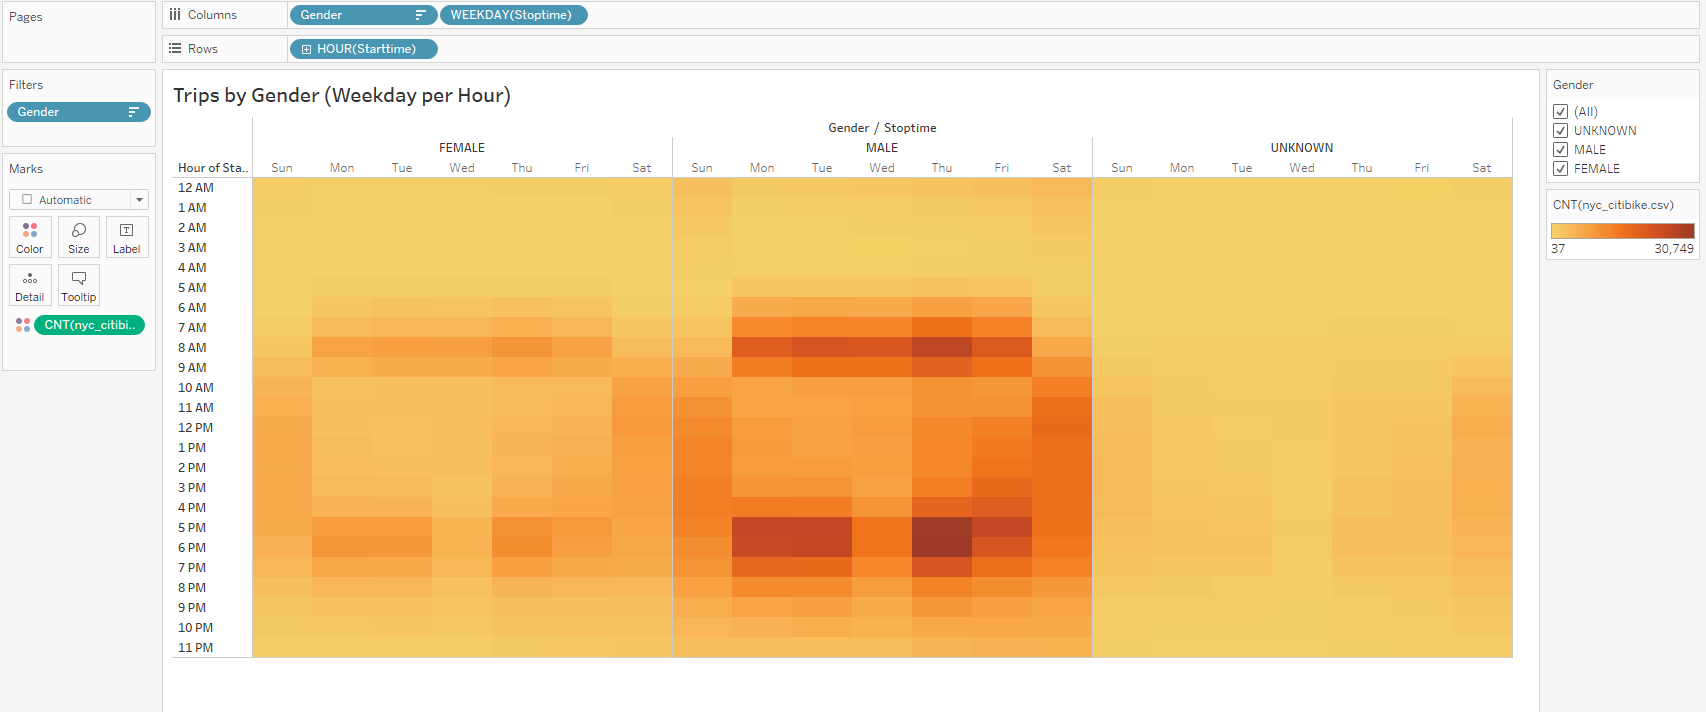 Pages
Columns Gender WEEKDAY(Stoptime)
Rows HOUR(Starttime)
Filters
Gender
Marks
Automatic
Color Size Label
Detail Tooltip
CNT(nyc_citibi..
Trips by Gender (Weekday per Hour)
Gender / Stoptime
FEMALE MALE UNKNOWN
Hour of Sta.. Sun Mon Tue Wed Thu Fri Sat Sun Mon Tue Wed Thu Fri Sat Sun Mon Tue Wed Thu Fri Sat
12 AM
1 AM
2 AM
3 AM
4 AM
5 AM
6 AM
7 AM
8 AM
9 AM
10 AM
11 AM
12 PM
1 PM
2 PM
3 PM
4 PM
5 PM
6 PM
7 PM
8 PM
9 PM
10 PM
11 PM
Gender
(All)
UNKNOWN
MALE
FEMALE
CNT(nyc_citibike.csv)
37 30,749